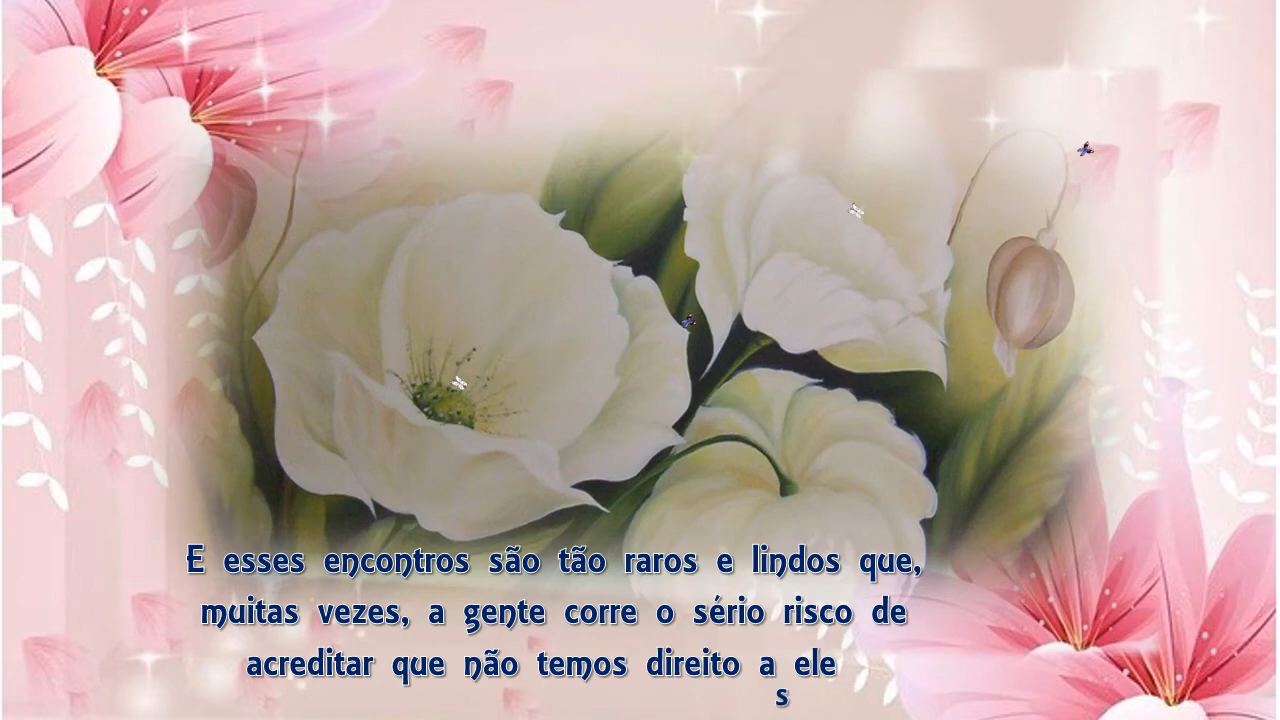 E esses encontros são tão raros e lindos que,
muitas vezes, a gente corre o sério risco de
acreditar que não temos direito a ele
s